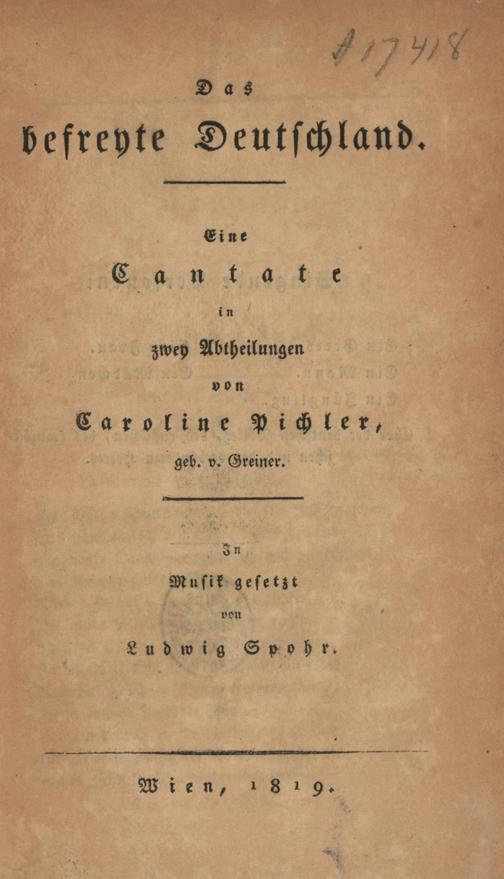 A 17418
Das
befreyte Deutſchland.
Eine
Cantate
in
zwey Abtheilungen
von
Caroline Pichler,
geb. v. Greiner.
In
Muſik geſetzt
von
Ludwig Spohr.
Wien, 1819.